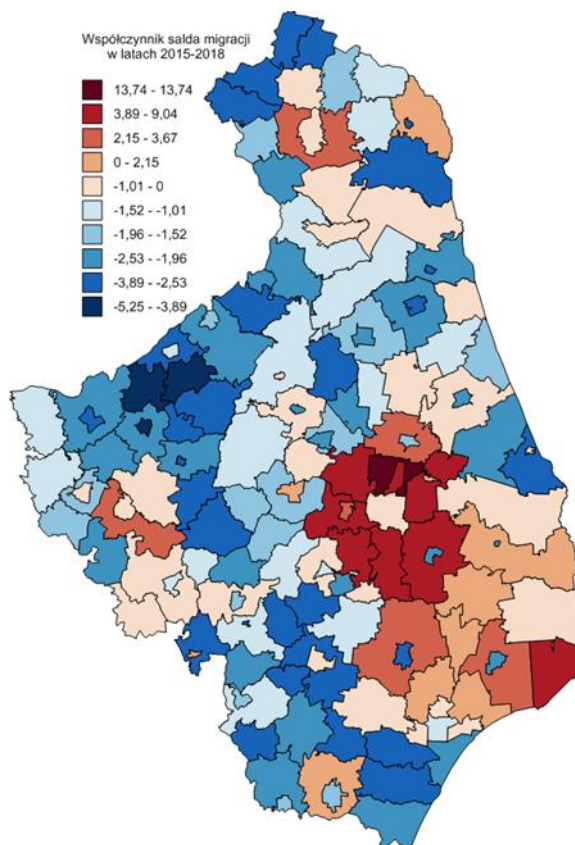 Współczynnik salda migracji
w latach 2015-2018
13,74 - 13,74
3,89 - 9,04
2,15 - 3,67
0 - 2,15
-1,01 - 0
-1,52 - -1,01
-1,96 - -1,52
-2,53 - -1,96
-3,89 - -2,53
-5,25 - -3,89